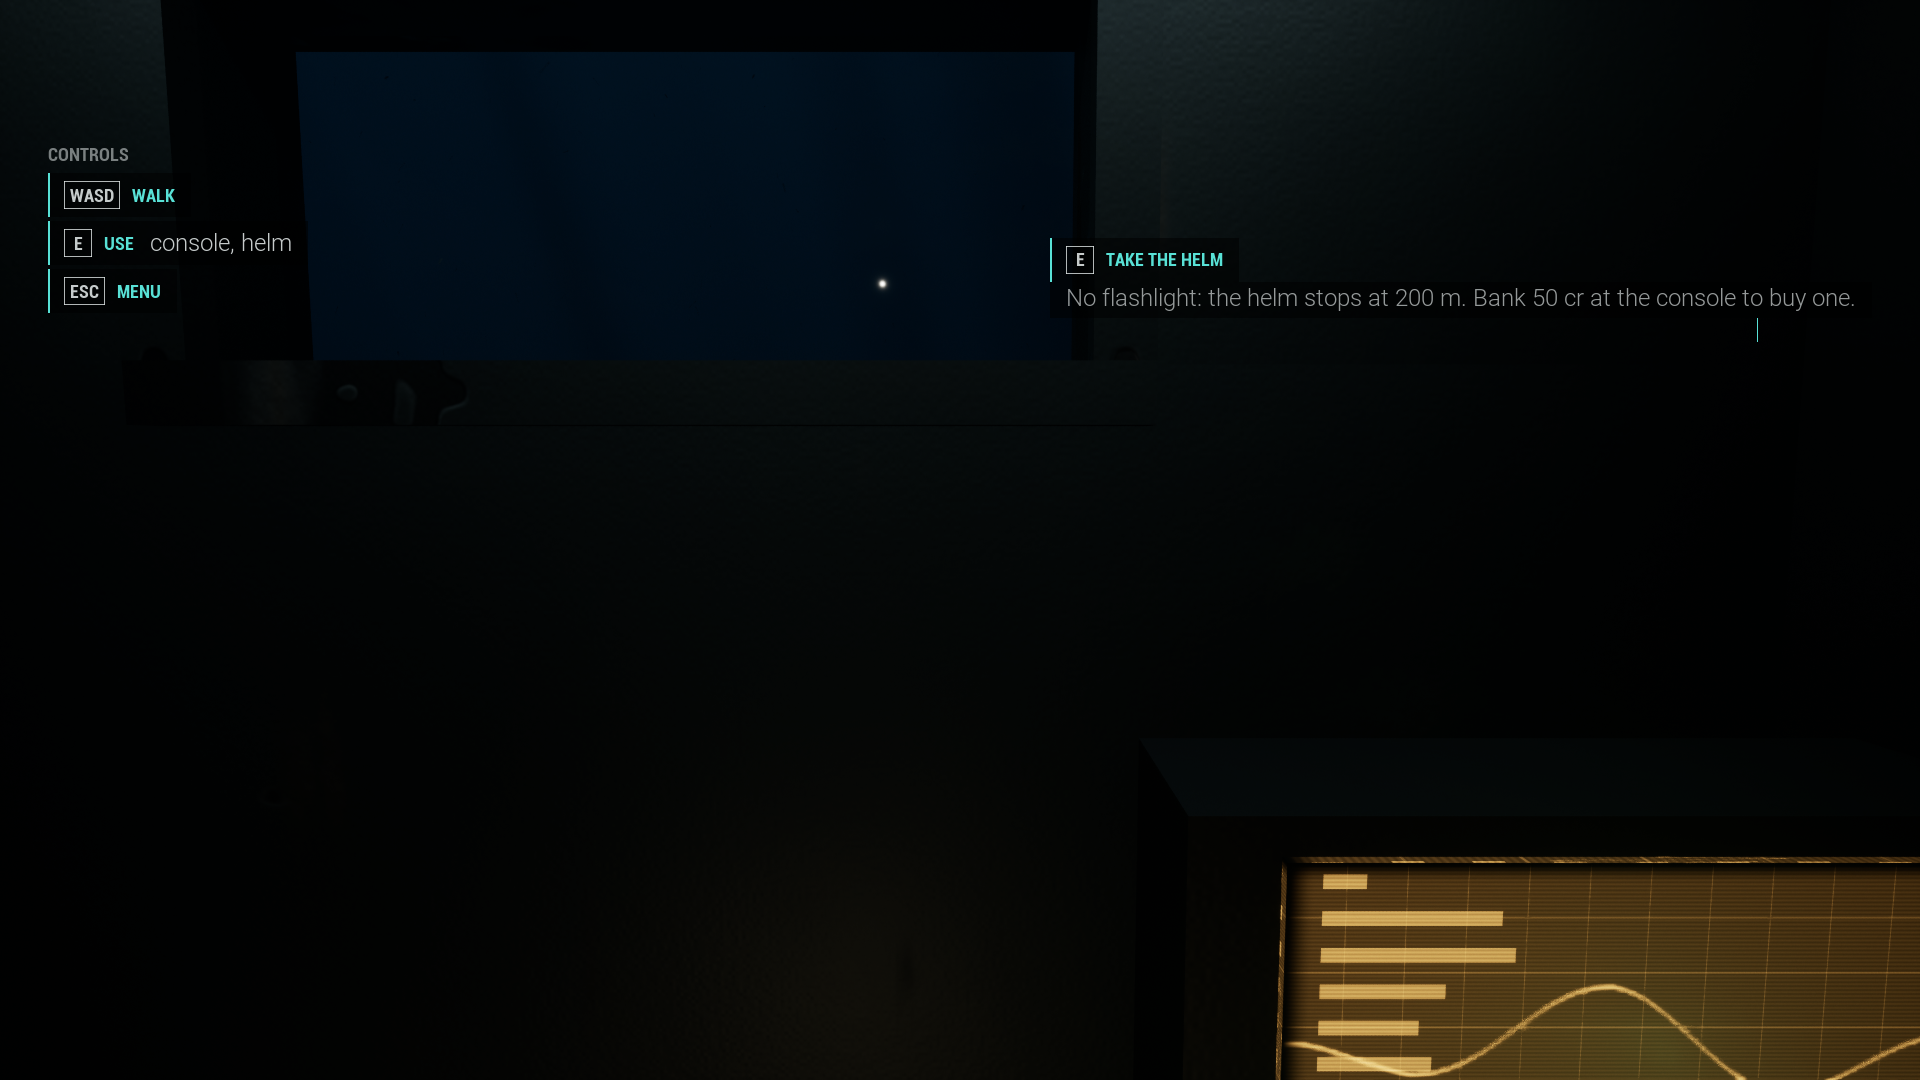 CONTROLS
WASD WALK
E USE console, helm
ESC MENU
E TAKE THE HELM
No flashlight: the helm stops at 200 m. Bank 50 cr at the console to buy one.